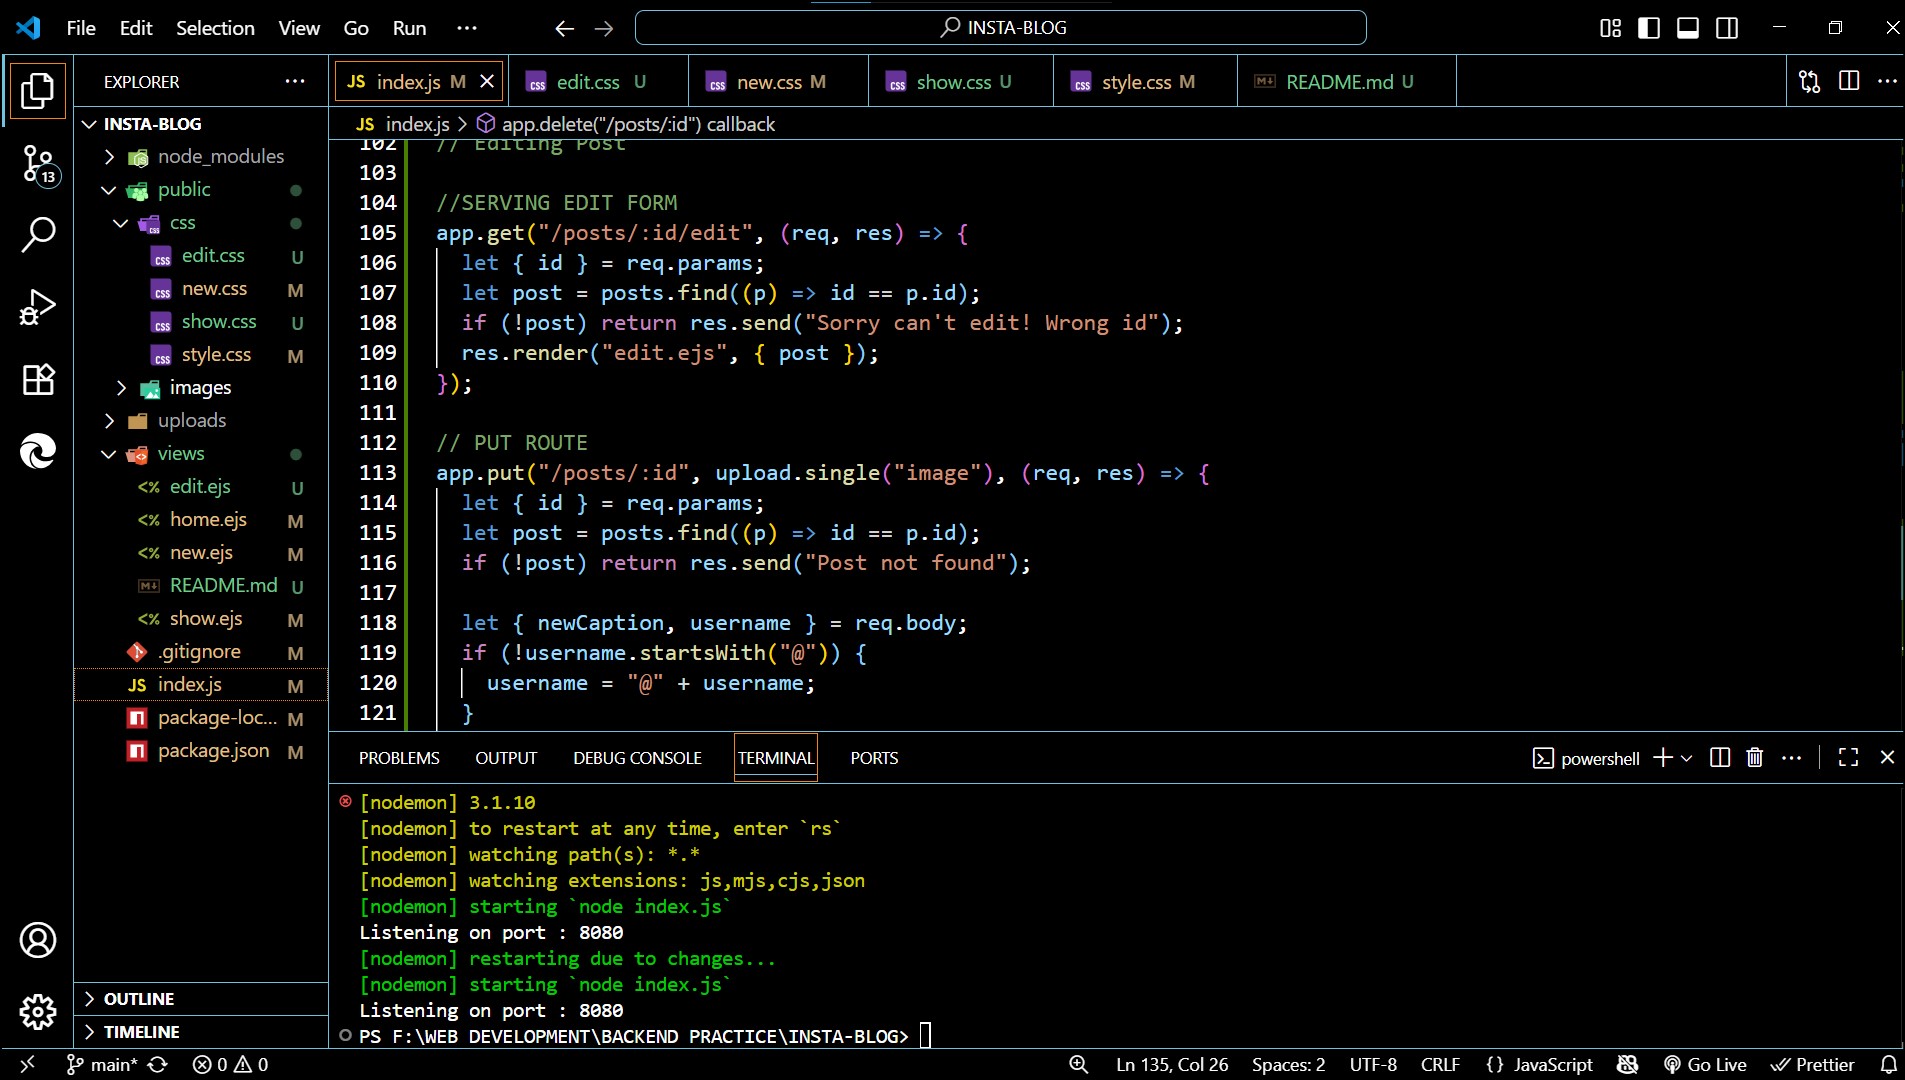 File Edit Selection View Go Run ···
INSTA-BLOG
EXPLORER ···
JS index.js M
css edit.css U
css new.css M
css show.css U
css style.css M
M↓ README.md U
JS index.js > app.delete("/posts/:id") callback
INSTA-BLOG
node_modules
public
css
edit.css U
new.css M
show.css U
style.css M
images
uploads
views
<% edit.ejs U
<% home.ejs M
<% new.ejs M
M↓ README.md U
<% show.ejs M
.gitignore M
JS index.js M
package-loc... M
package.json M
OUTLINE
TIMELINE
13
102 // Editing Post
103
104 //SERVING EDIT FORM
105 app.get("/posts/:id/edit", (req, res) => {
106 let { id } = req.params;
107 let post = posts.find((p) => id == p.id);
108 if (!post) return res.send("Sorry can't edit! Wrong id");
109 res.render("edit.ejs", { post });
110 });
111
112 // PUT ROUTE
113 app.put("/posts/:id", upload.single("image"), (req, res) => {
114 let { id } = req.params;
115 let post = posts.find((p) => id == p.id);
116 if (!post) return res.send("Post not found");
117
118 let { newCaption, username } = req.body;
119 if (!username.startsWith("@")) {
120 username = "@" + username;
121 }
PROBLEMS OUTPUT DEBUG CONSOLE TERMINAL PORTS
powershell
[nodemon] 3.1.10
[nodemon] to restart at any time, enter `rs`
[nodemon] watching path(s): *.*
[nodemon] watching extensions: js,mjs,cjs,json
[nodemon] starting `node index.js`
Listening on port : 8080
[nodemon] restarting due to changes...
[nodemon] starting `node index.js`
Listening on port : 8080
PS F:\WEB DEVELOPMENT\BACKEND PRACTICE\INSTA-BLOG>
main* 0 0 Ln 135, Col 26 Spaces: 2 UTF-8 CRLF {} JavaScript Go Live Prettier